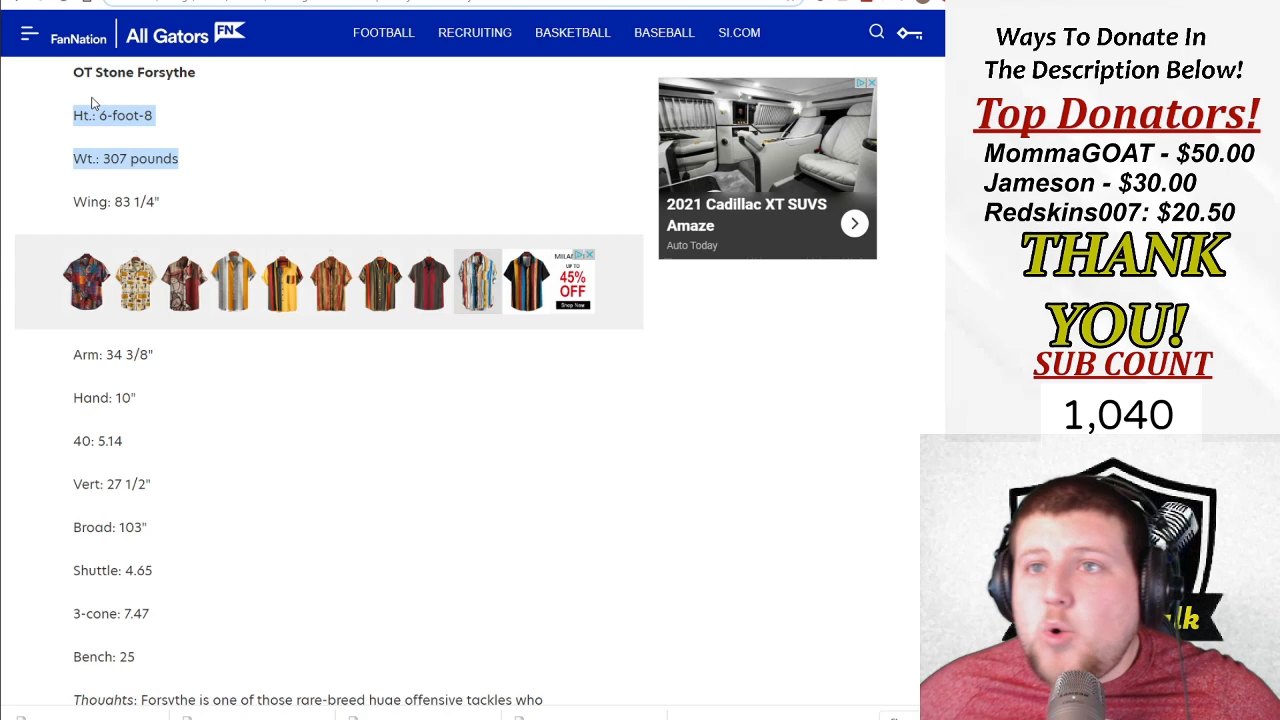 FanNation
All Gators FN
FOOTBALL RECRUITING BASKETBALL BASEBALL SI.COM
OT Stone Forsythe
Ht.: 6-foot-8
Wt.: 307 pounds
Wing: 83 1/4"
UP TO
45%
OFF
Shop Now
Arm: 34 3/8"
Hand: 10"
40: 5.14
Vert: 27 1/2"
Broad: 103"
Shuttle: 4.65
3-cone: 7.47
Bench: 25
Thoughts: Forsythe is one of those rare-breed huge offensive tackles who
2021 Cadillac XT SUVS
Amaze
Auto Today
Ways To Donate In
The Description Below!
Top Donators!
MommaGOAT - $50.00
Jameson - $30.00
Redskins007: $20.50
THANK
YOU!
SUB COUNT
1,040